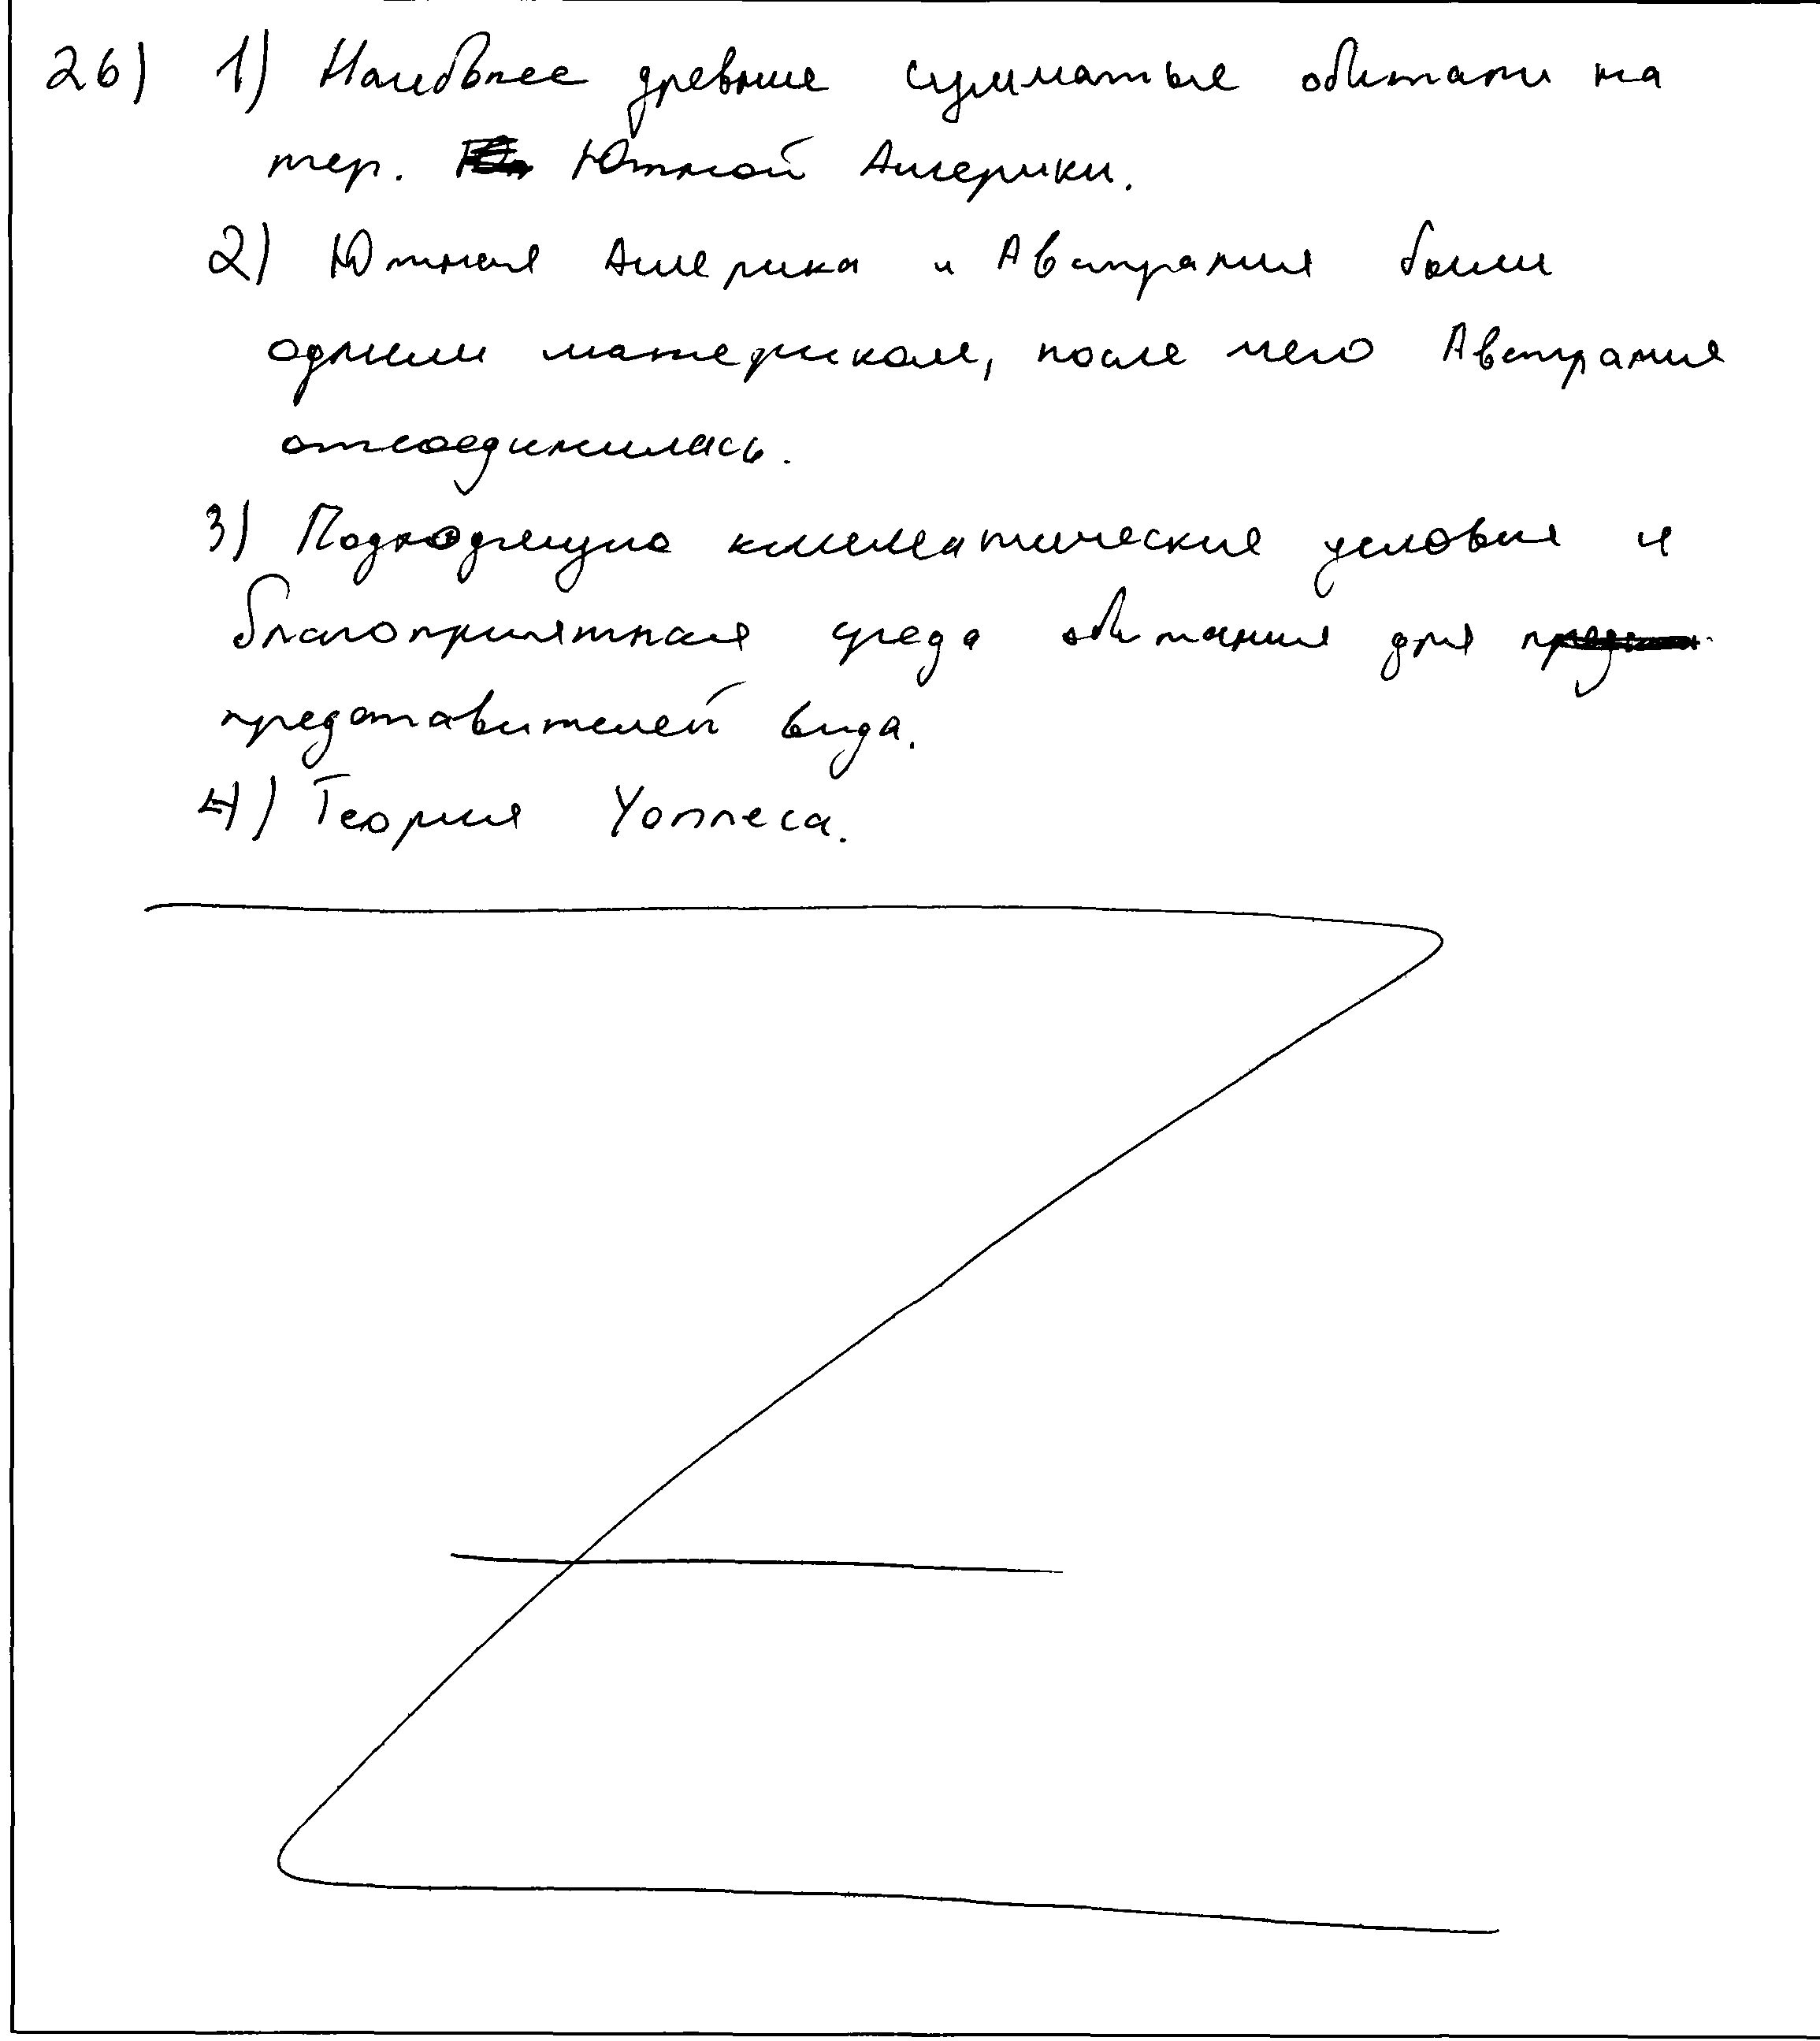 26) 1) Наиболее древние сумчатые обитали на
тер. Южной Америки.
2) Южная Америка и Австралия были
одним материком, после чего Австралия
отсоединилась.
3) Подходящие климатические условия и
благоприятная среда обитания для
представителей вида.
4) Теория Уоллеса.